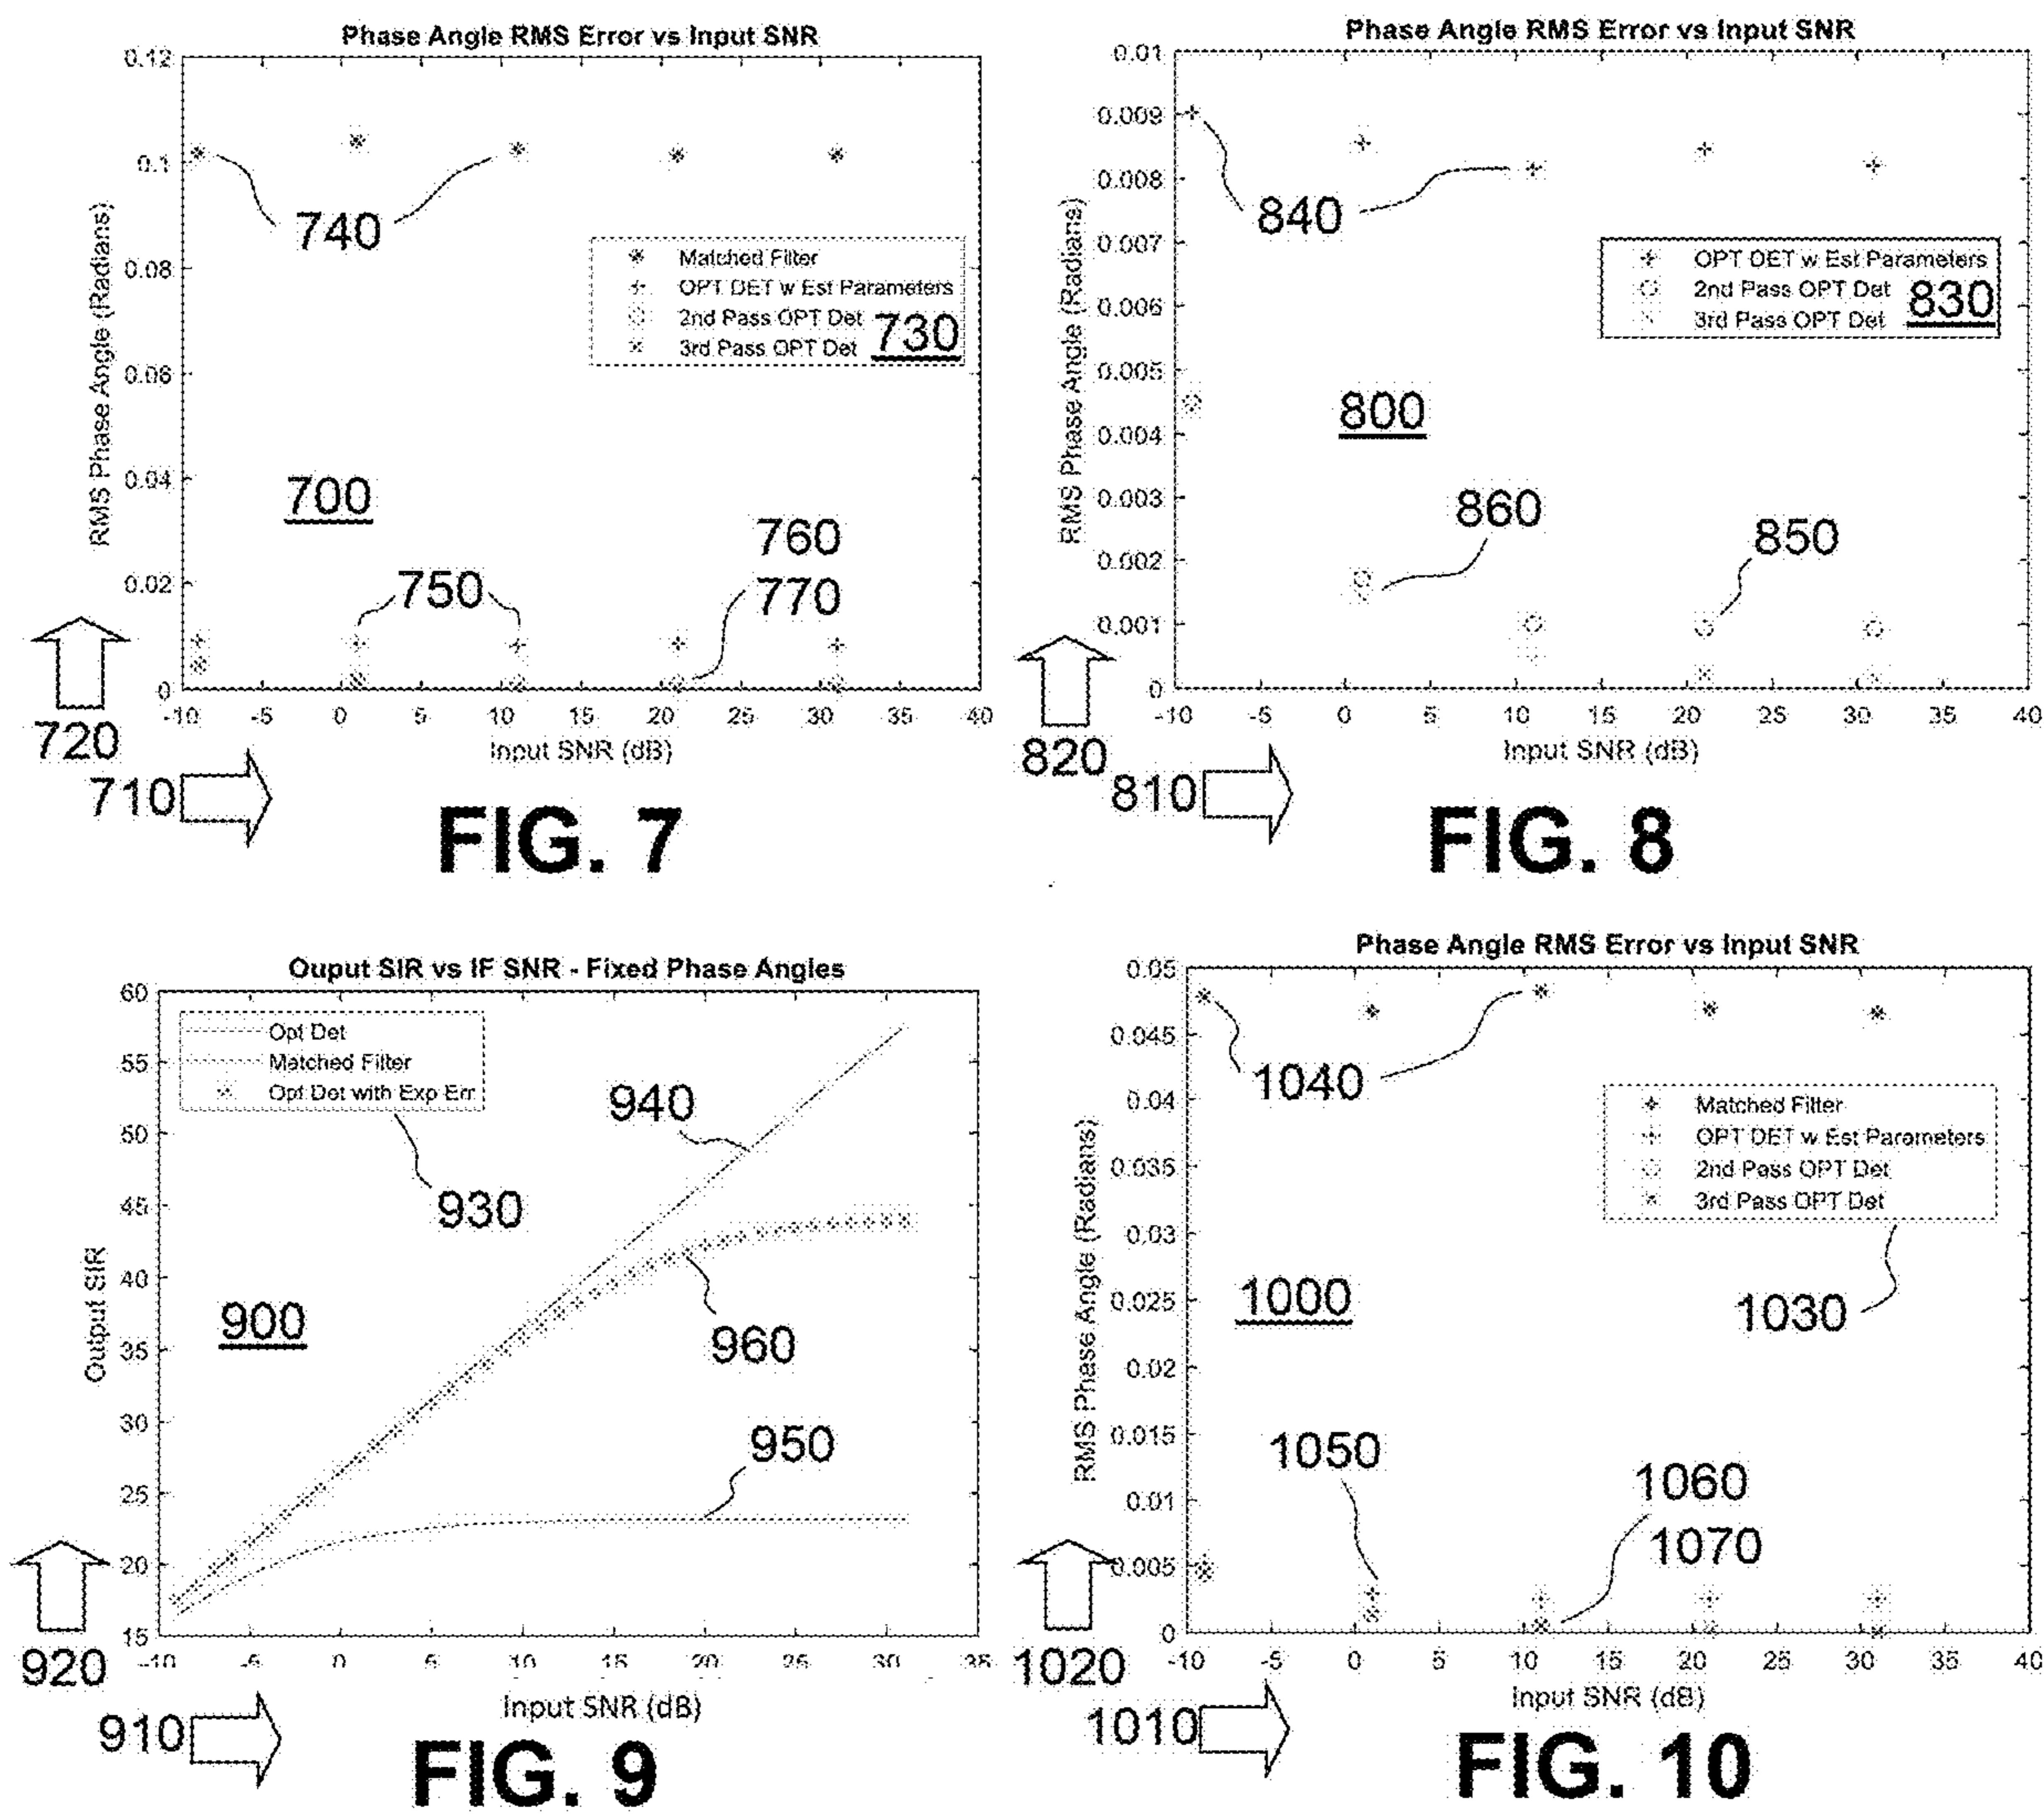 Phase Angle RMS Error vs Input SNR
0.12
0.1
0.08
0.06
0.04
0.02
0
RMS Phase Angle (Radians)
740
Matched Filter
OPT DET w Est Parameters
2nd Pass OPT Det
3rd Pass OPT Det
730
700
760
770
750
-10 -5 0 5 10 15 20 25 30 35 40
Input SNR (dB)
720
710
FIG. 7
Phase Angle RMS Error vs Input SNR
0.01
0.009
0.008
0.007
0.006
0.005
0.004
0.003
0.002
0.001
0
RMS Phase Angle (Radians)
840
OPT DET w Est Parameters
2nd Pass OPT Det
3rd Pass OPT Det
830
800
860
850
-10 -5 0 5 10 15 20 25 30 35 40
Input SNR (dB)
820
810
FIG. 8
Ouput SIR vs IF SNR - Fixed Phase Angles
60
55
50
45
40
35
30
25
20
15
Output SIR
Opt Det
Matched Filter
Opt Det with Exp Err
940
930
900
960
950
-10 -5 0 5 10 15 20 25 30 35
Input SNR (dB)
920
910
FIG. 9
Phase Angle RMS Error vs Input SNR
0.05
0.045
0.04
0.035
0.03
0.025
0.02
0.015
0.01
0.005
0
RMS Phase Angle (Radians)
1040
Matched Filter
OPT DET w Est Parameters
2nd Pass OPT Det
3rd Pass OPT Det
1000
1030
1050
1060
1070
-10 -5 0 5 10 15 20 25 30 35 40
Input SNR (dB)
1020
1010
FIG. 10